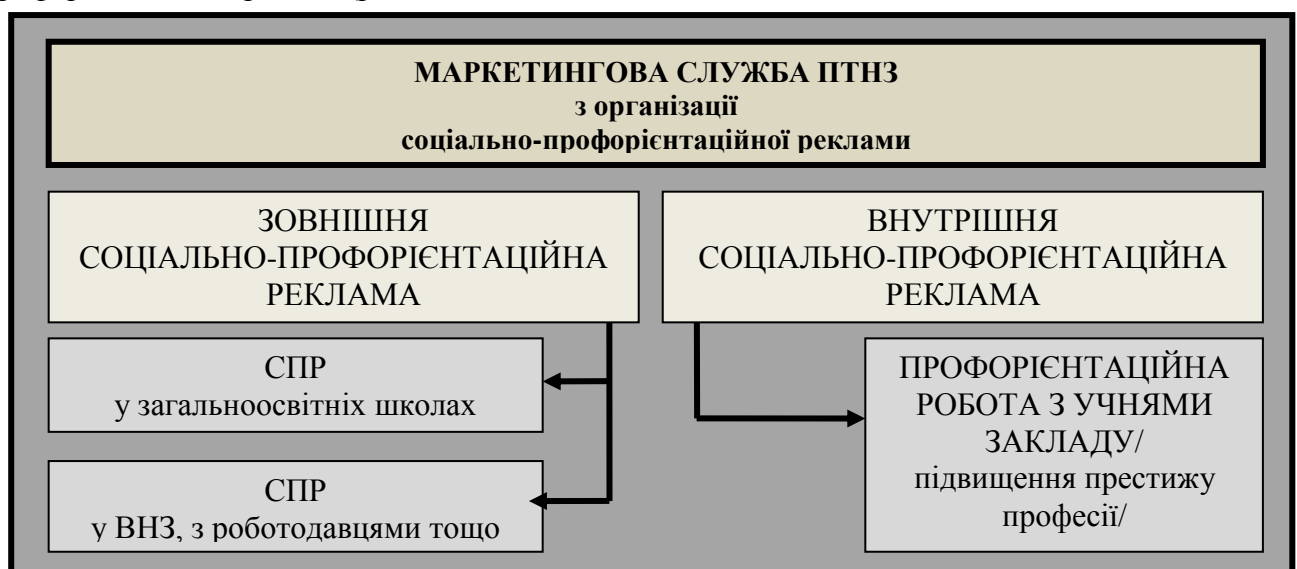 МАРКЕТИНГОВА СЛУЖБА ПТНЗ
з організації
соціально-профорієнтаційної реклами
ЗОВНІШНЯ
СОЦІАЛЬНО-ПРОФОРІЄНТАЦІЙНА
РЕКЛАМА
ВНУТРІШНЯ
СОЦІАЛЬНО-ПРОФОРІЄНТАЦІЙНА
РЕКЛАМА
СПР
у загальноосвітніх школах
СПР
у ВНЗ, з роботодавцями тощо
ПРОФОРІЄНТАЦІЙНА
РОБОТА З УЧНЯМИ
ЗАКЛАДУ/
підвищення престижу
професії/